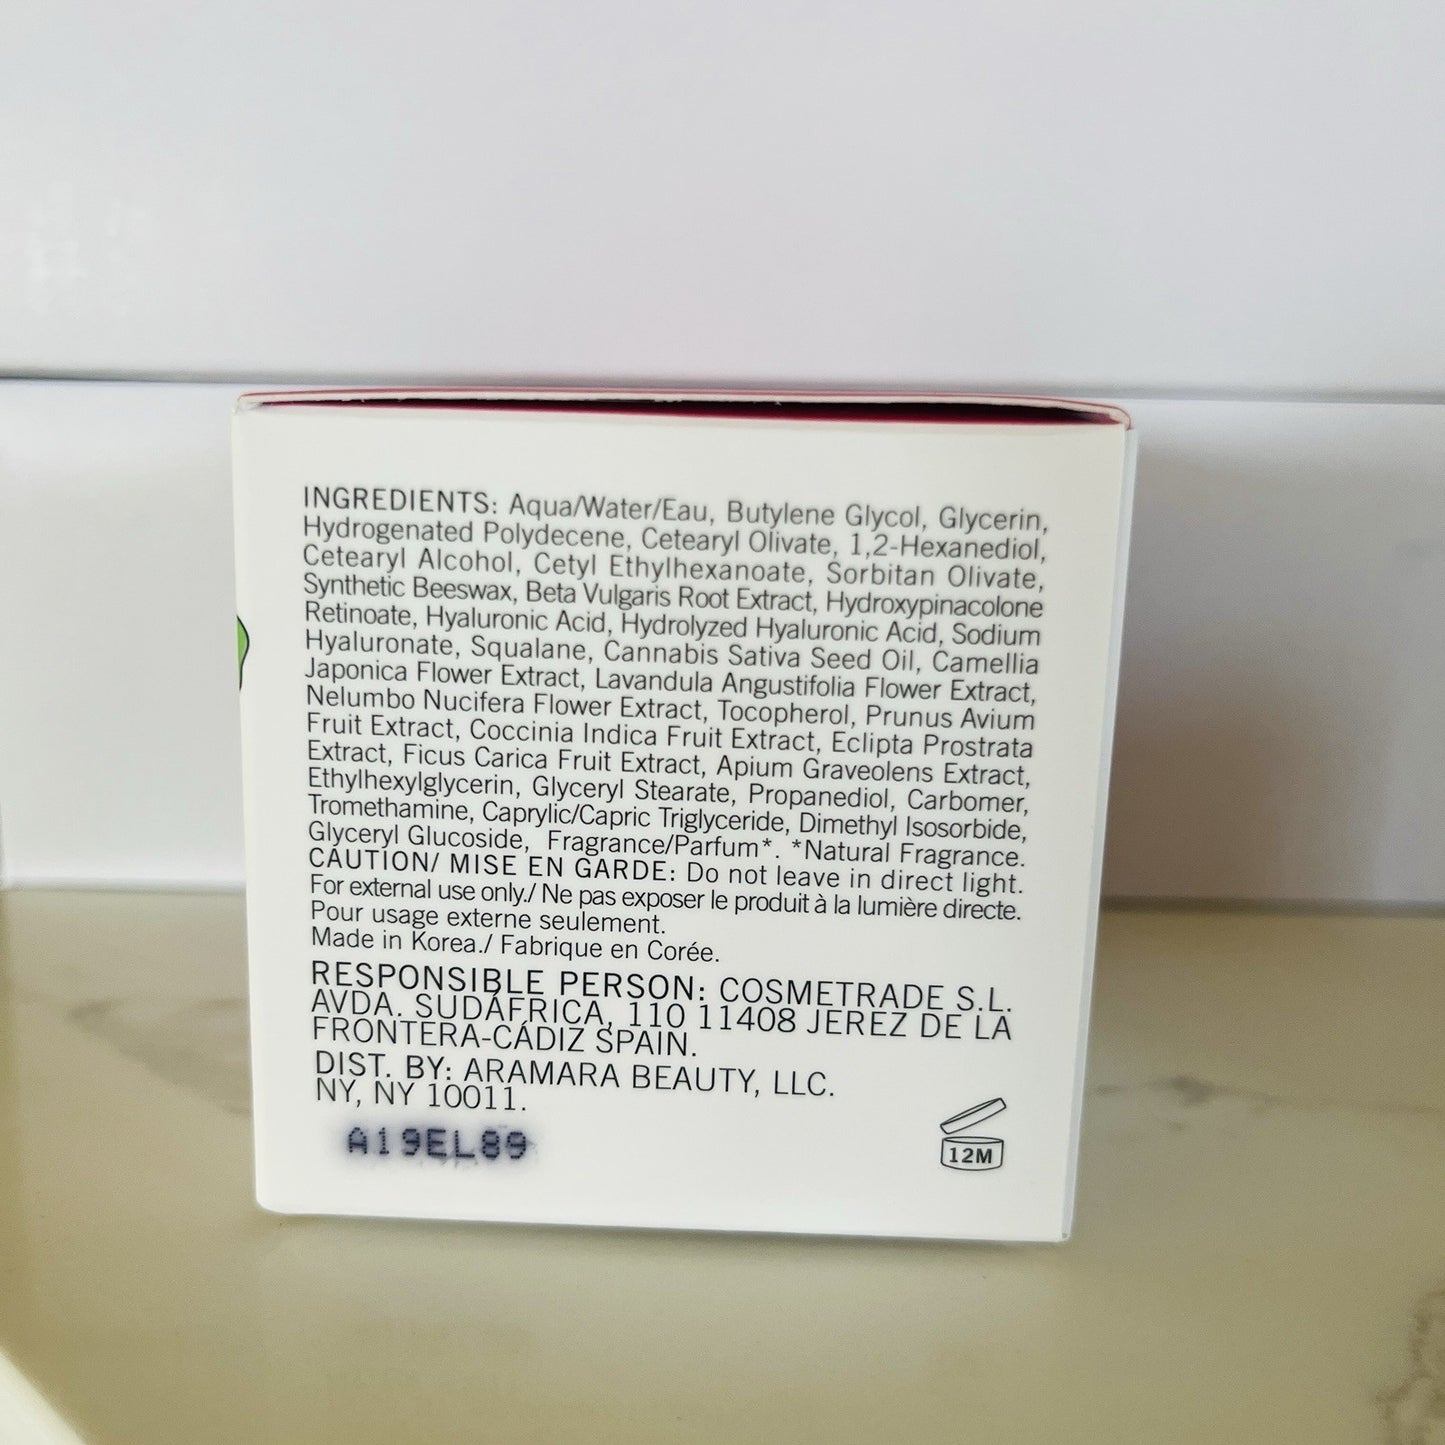 INGREDIENTS: Aqua/Water/Eau, Butylene Glycol, Glycerin,
Hydrogenated Polydecene, Cetearyl Olivate, 1,2-Hexanediol,
Cetearyl Alcohol, Cetyl Ethylhexanoate, Sorbitan Olivate,
Synthetic Beeswax, Beta Vulgaris Root Extract, Hydroxypinacolone
Retinoate, Hyaluronic Acid, Hydrolyzed Hyaluronic Acid, Sodium
Hyaluronate, Squalane, Cannabis Sativa Seed Oil, Camellia
Japonica Flower Extract, Lavandula Angustifolia Flower Extract,
Nelumbo Nucifera Flower Extract, Tocopherol, Prunus Avium
Fruit Extract, Coccinia Indica Fruit Extract, Eclipta Prostrata
Extract, Ficus Carica Fruit Extract, Apium Graveolens Extract,
Ethylhexylglycerin, Glyceryl Stearate, Propanediol, Carbomer,
Tromethamine, Caprylic/Capric Triglyceride, Dimethyl Isosorbide,
Glyceryl Glucoside, Fragrance/Parfum*. *Natural Fragrance.
CAUTION/ MISE EN GARDE: Do not leave in direct light.
For external use only./ Ne pas exposer le produit à la lumière directe.
Pour usage externe seulement.
Made in Korea./ Fabrique en Corée.
RESPONSIBLE PERSON: COSMETRADE S.L.
AVDA. SUDÁFRICA, 110 11408 JEREZ DE LA
FRONTERA-CÁDIZ SPAIN.
DIST. BY: ARAMARA BEAUTY, LLC.
NY, NY 10011.
A19EL89
12M